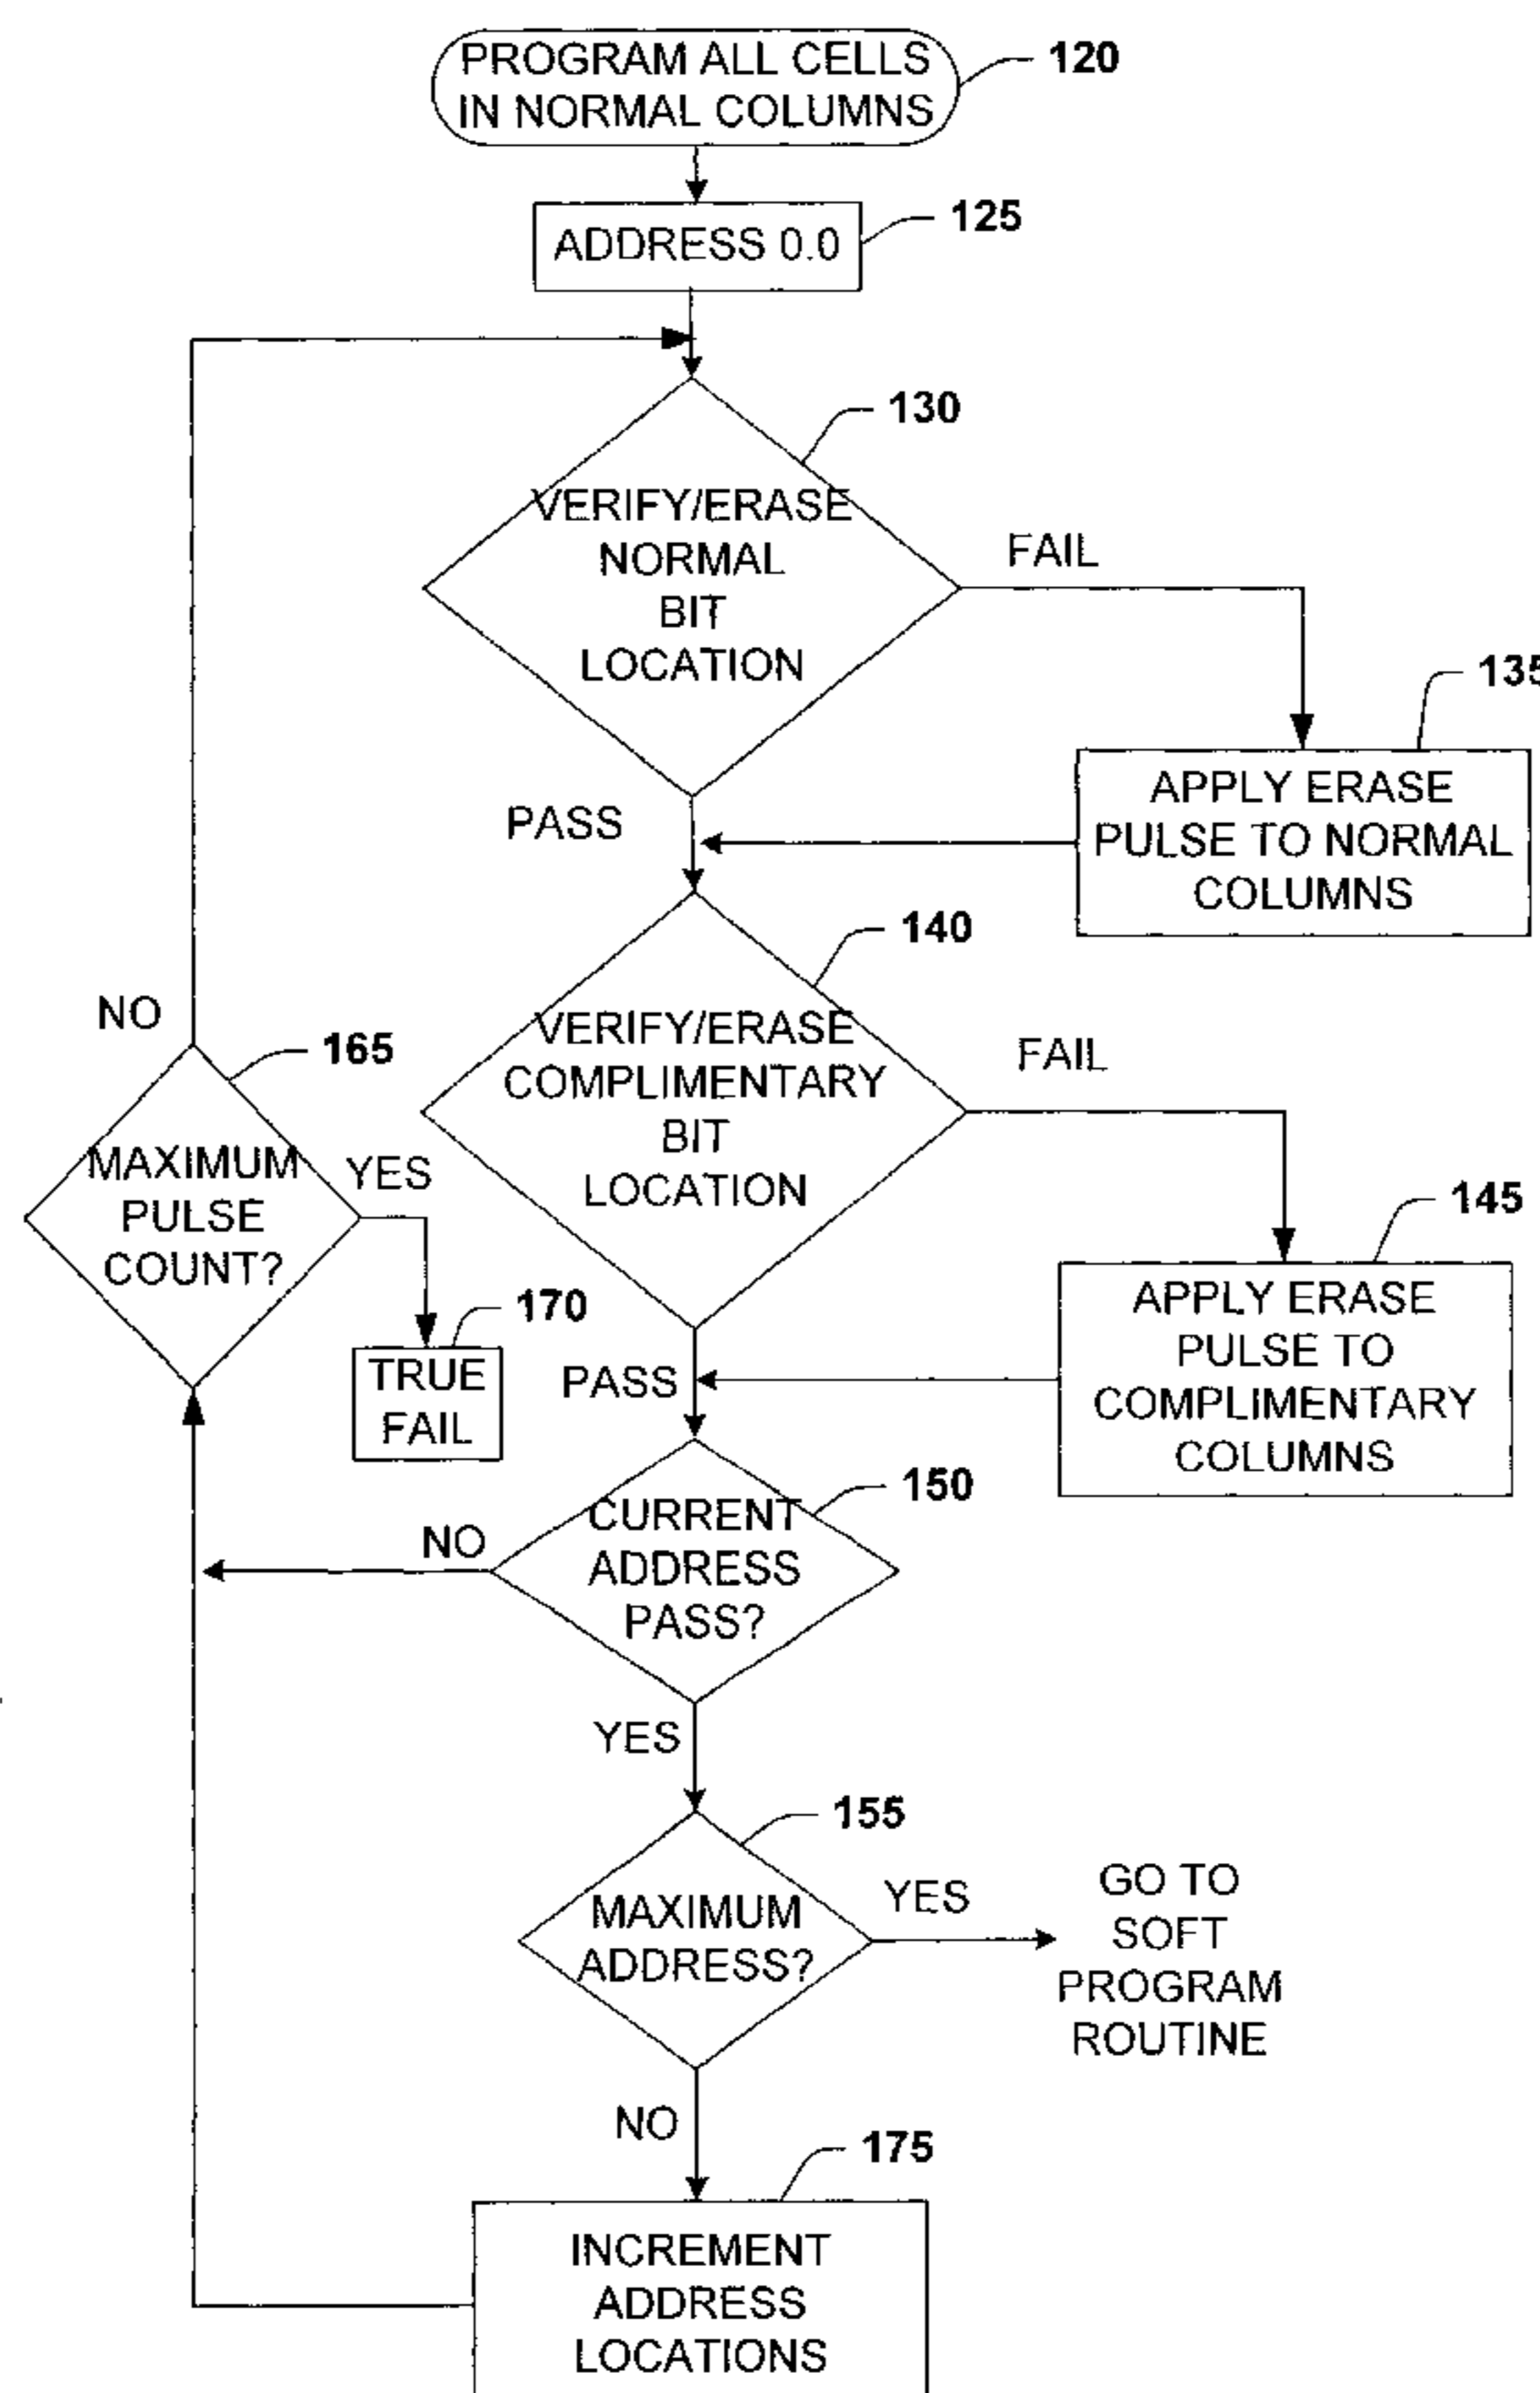 PROGRAM ALL CELLS
IN NORMAL COLUMNS
120
ADDRESS 0.0
125
130
VERIFY/ERASE
NORMAL
BIT
LOCATION
FAIL
135
APPLY ERASE
PULSE TO NORMAL
COLUMNS
PASS
140
VERIFY/ERASE
COMPLIMENTARY
BIT
LOCATION
FAIL
NO
165
MAXIMUM
PULSE
COUNT?
YES
170
TRUE
FAIL
145
APPLY ERASE
PULSE TO
COMPLIMENTARY
COLUMNS
PASS
150
CURRENT
ADDRESS
PASS?
NO
YES
155
MAXIMUM
ADDRESS?
YES
GO TO
SOFT
PROGRAM
ROUTINE
NO
175
INCREMENT
ADDRESS
LOCATIONS